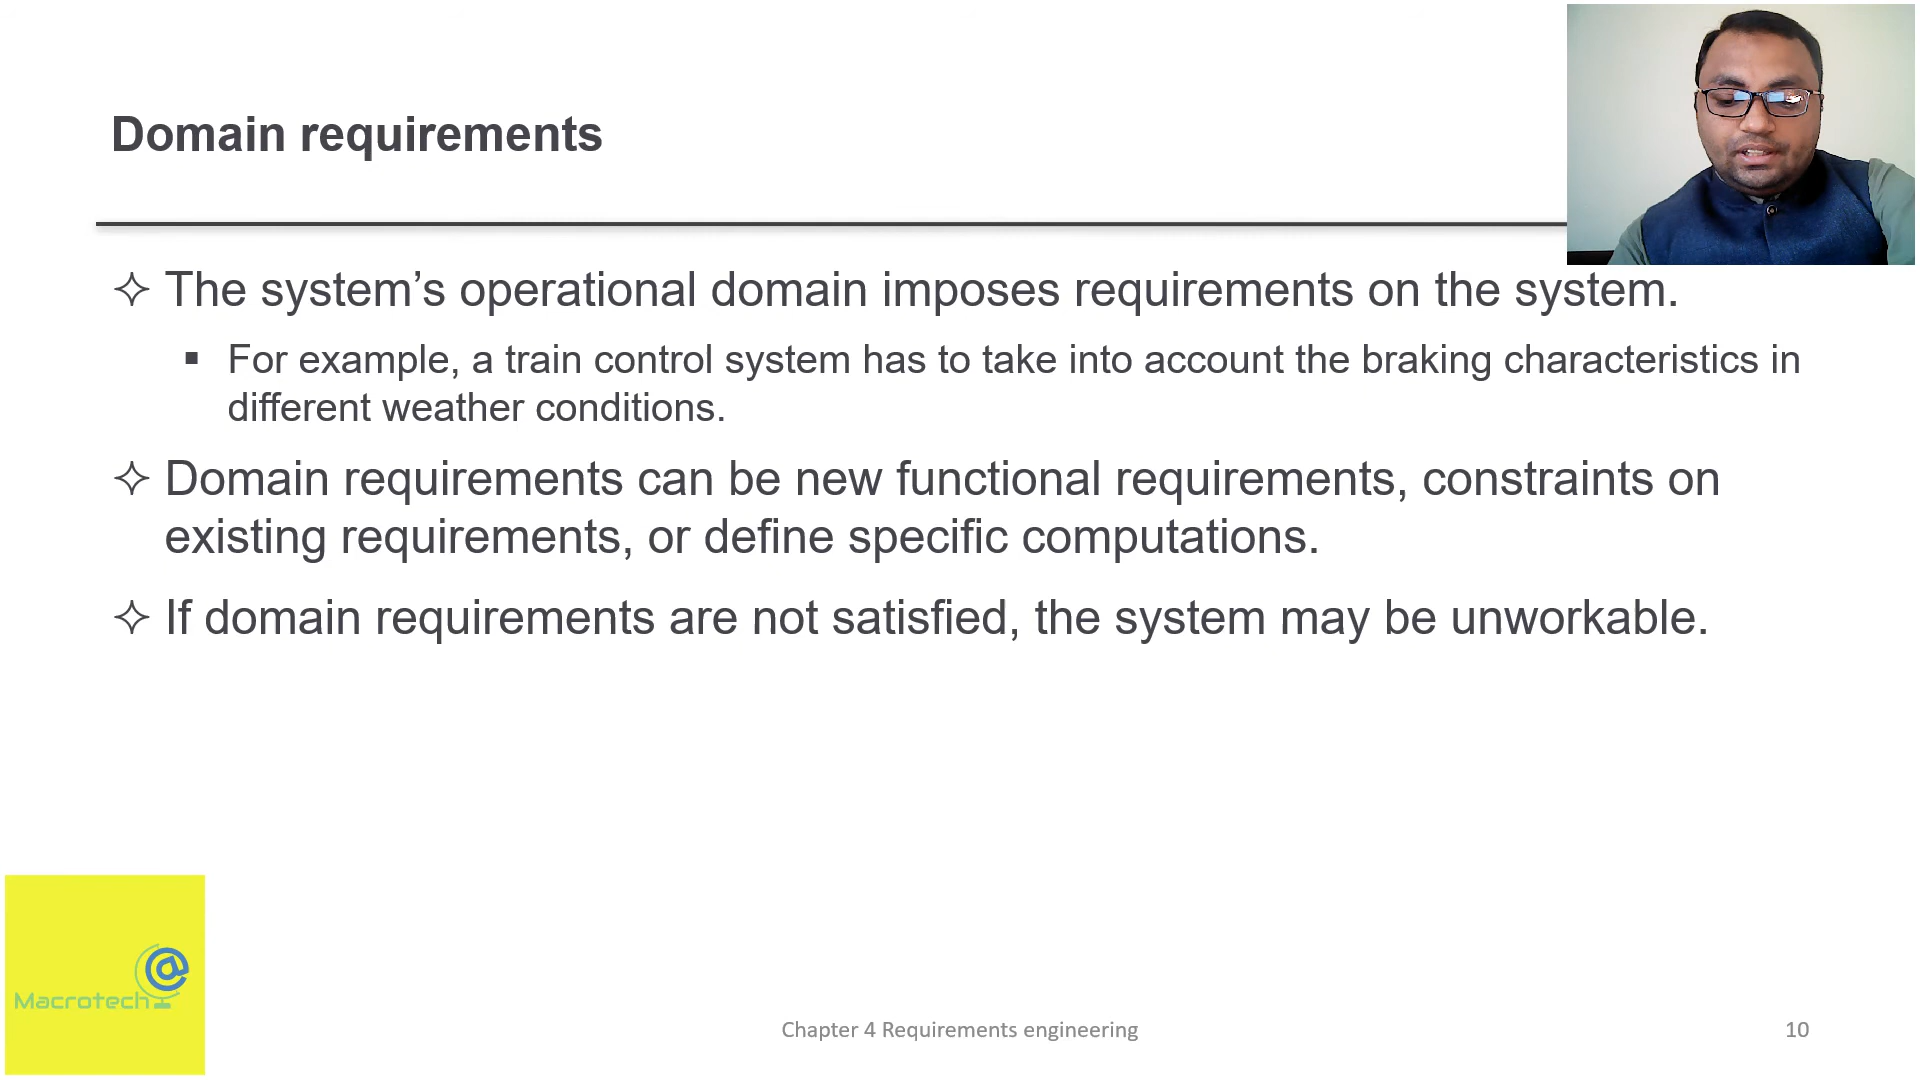 Domain requirements
✧ The system’s operational domain imposes requirements on the system.
▪ For example, a train control system has to take into account the braking characteristics in
different weather conditions.
✧ Domain requirements can be new functional requirements, constraints on
existing requirements, or define specific computations.
✧ If domain requirements are not satisfied, the system may be unworkable.
@
Macrotech
Chapter 4 Requirements engineering
10